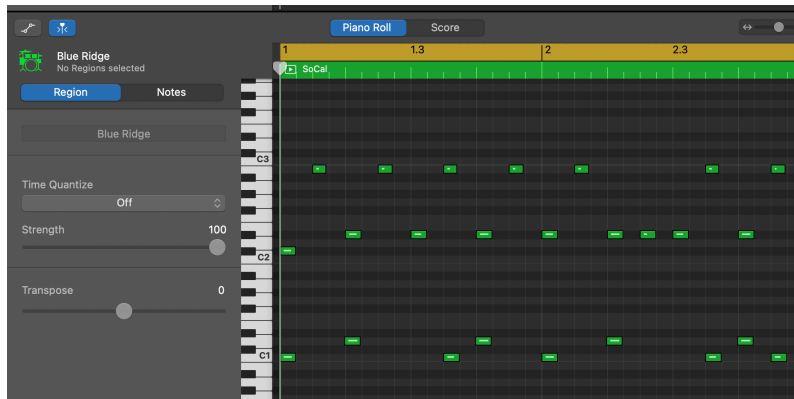 Piano Roll
Score
Blue Ridge
No Regions selected
1
1.3
2
2.3
SoCal
Region
Notes
Blue Ridge
C3
Time Quantize
Off
Strength
100
C2
Transpose
0
C1